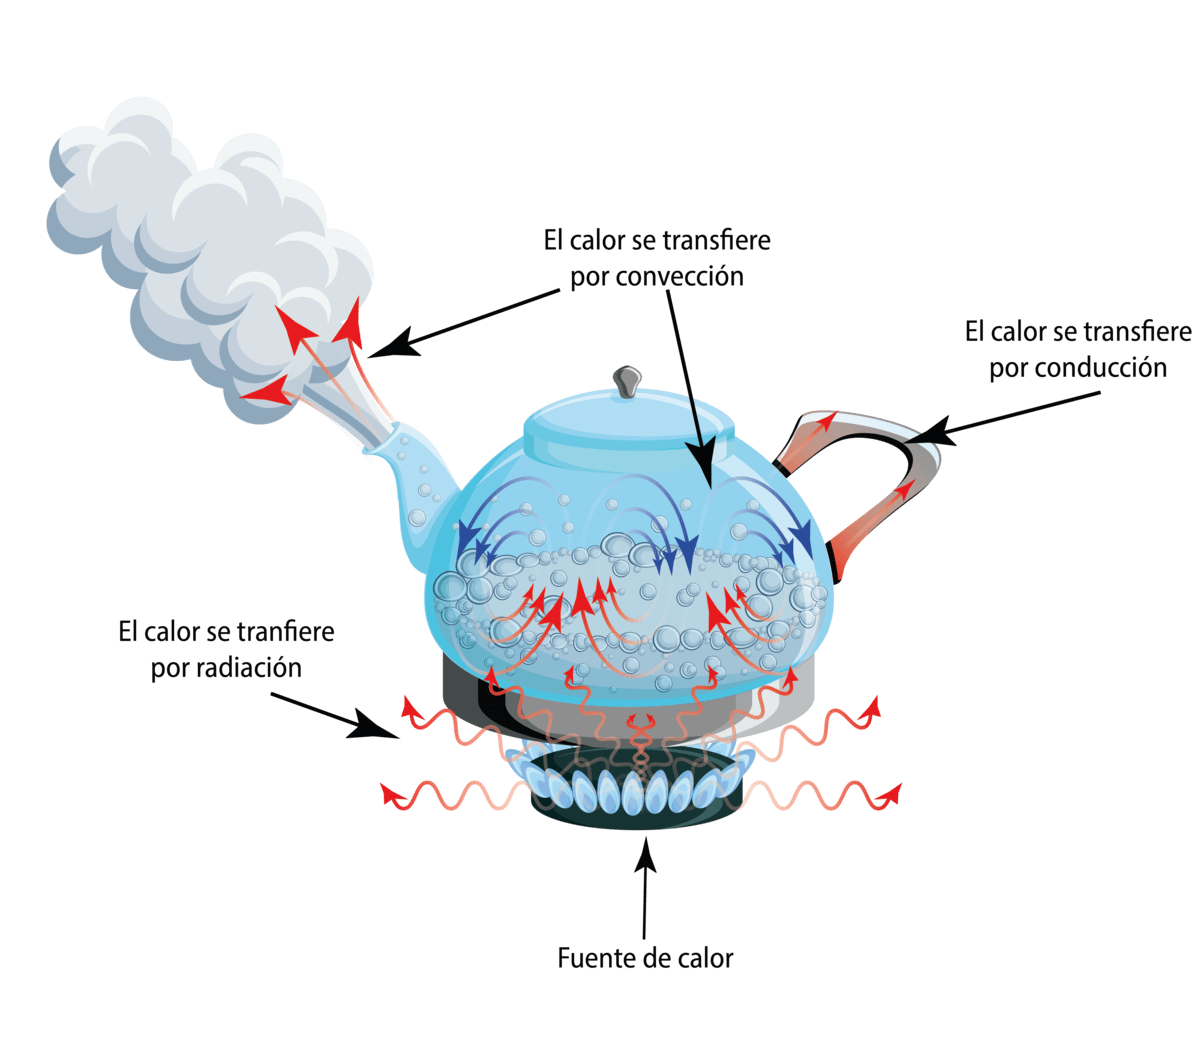 El calor se transfiere
por convección
El calor se transfiere
por conducción
El calor se tranfiere
por radiación
Fuente de calor